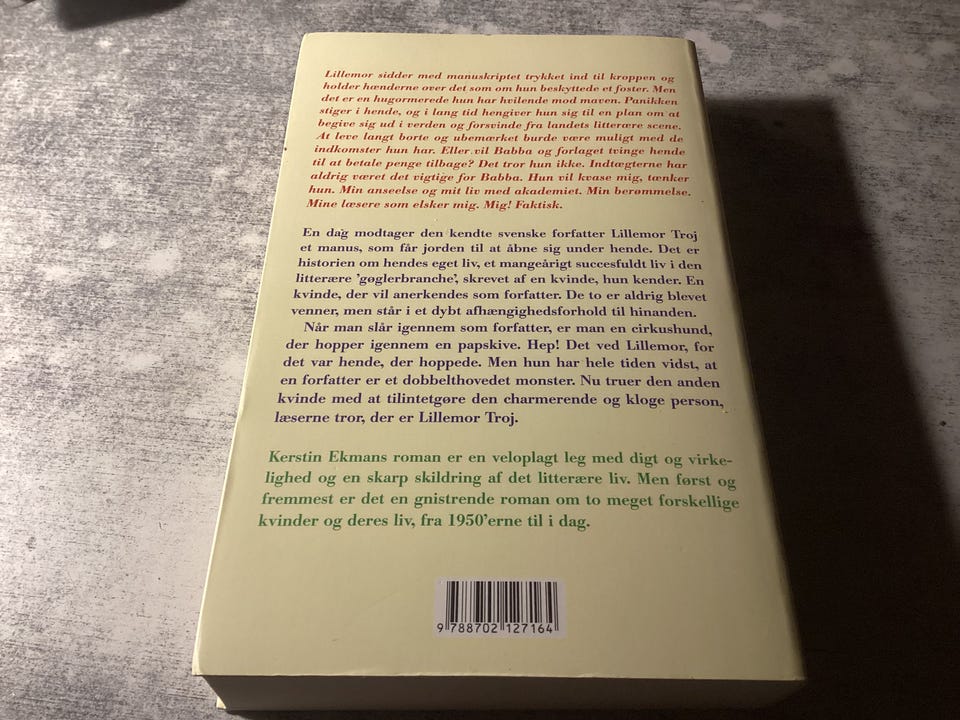 Lillemor sidder med manuskriptet trykket ind til kroppen og
holder hænderne over det som om hun beskyttede et foster. Men
det er en hugormerede hun har hvilende mod maven. Panikken
stiger i hende, og i lang tid hengiver hun sig til en plan om at
begive sig ud i verden og forsvinde fra landets litterære scene.
At leve langt borte og ubemærket burde være muligt med de
indkomster hun har. Eller vil Babba og forlaget tvinge hende
til at betale penge tilbage? Det tror hun ikke. Indtægterne har
aldrig været det vigtige for Babba. Hun vil kvase mig, tænker
hun. Min anseelse og mit liv med akademiet. Min berømmelse.
Mine læsere som elsker mig. Mig! Faktisk.
En dag modtager den kendte svenske forfatter Lillemor Troj
et manus, som får jorden til at åbne sig under hende. Det er
historien om hendes eget liv, et mangeårigt succesfuldt liv i den
litterære 'gøglerbranche', skrevet af en kvinde, hun kender. En
kvinde, der vil anerkendes som forfatter. De to er aldrig blevet
venner, men står i et dybt afhængighedsforhold til hinanden.
Når man slår igennem som forfatter, er man en cirkushund,
der hopper igennem en papskive. Hep! Det ved Lillemor, for
det var hende, der hoppede. Men hun har hele tiden vidst, at
en forfatter er et dobbelthovedet monster. Nu truer den anden
kvinde med at tilintetgøre den charmerende og kloge person,
læserne tror, der er Lillemor Troj.
Kerstin Ekmans roman er en veloplagt leg med digt og virke-
lighed og en skarp skildring af det litterære liv. Men først og
fremmest er det en gnistrende roman om to meget forskellige
kvinder og deres liv, fra 1950'erne til i dag.
9 788702 127164